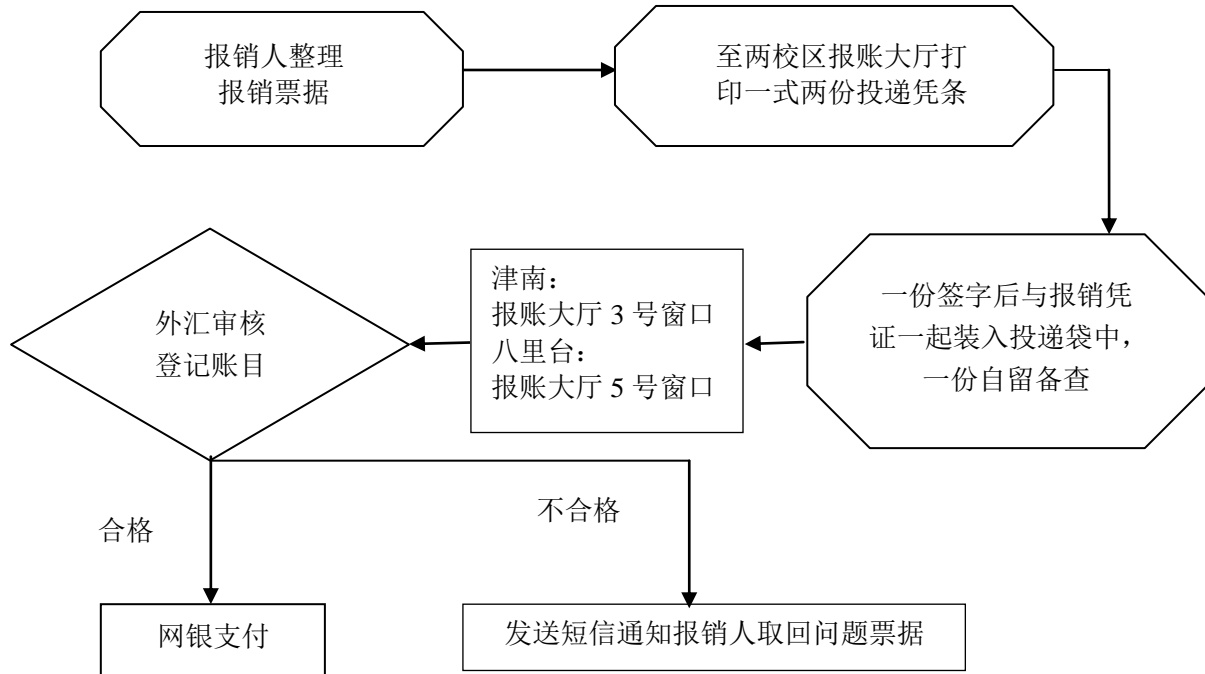 报销人整理
报销票据
至两校区报账大厅打
印一式两份投递凭条
一份签字后与报销凭
证一起装入投递袋中，
一份自留备查
津南：
报账大厅 3 号窗口
八里台：
报账大厅 5 号窗口
外汇审核
登记账目
合格
不合格
网银支付
发送短信通知报销人取回问题票据